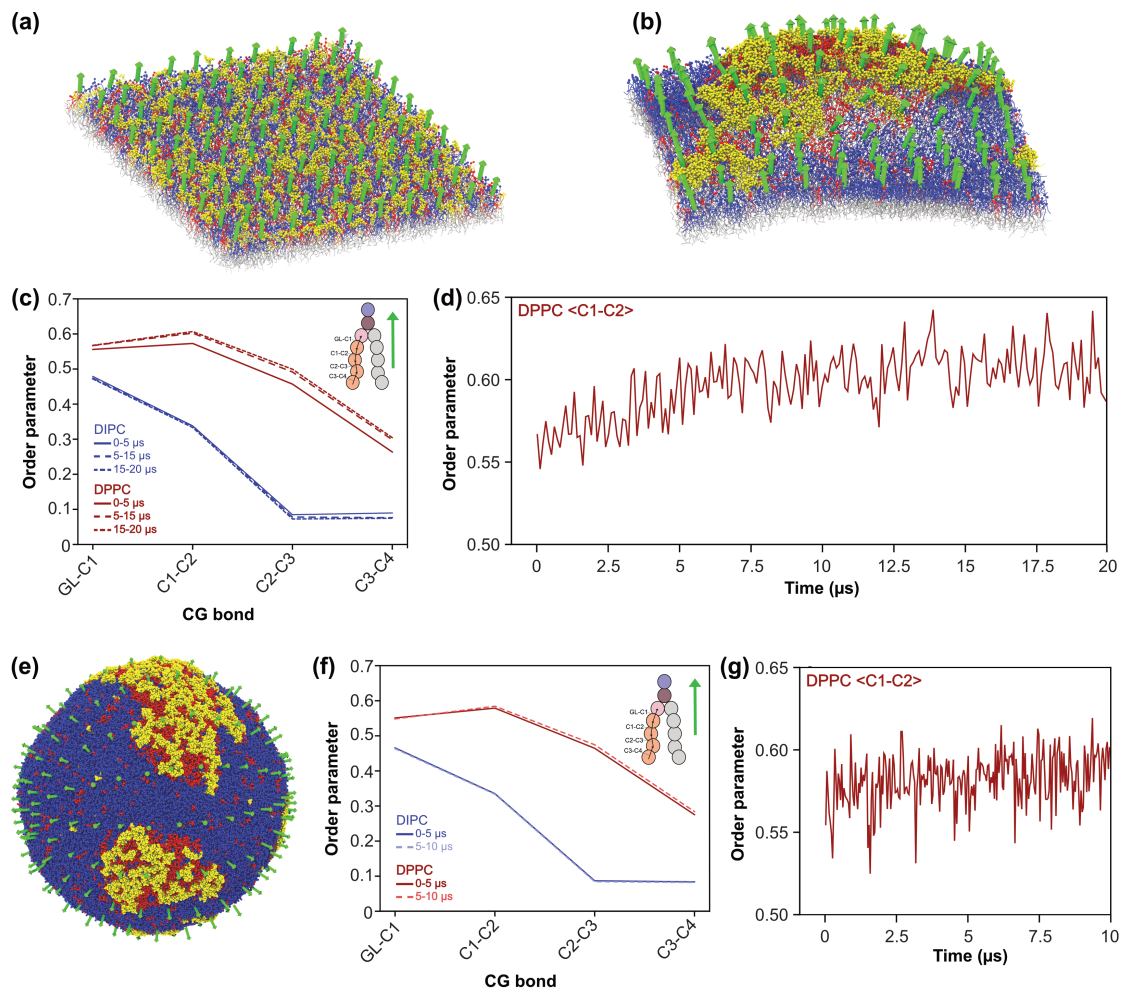 (a)
(b)
(c)
0.7
0.6
0.5
0.4
0.3
0.2
0.1
0
Order parameter
GL-C1
C1-C2
C2-C3
C3-C4
DIPC
0-5 µs
5-15 µs
15-20 µs
DPPC
0-5 µs
5-15 µs
15-20 µs
GL-C1
C1-C2
C2-C3
C3-C4
CG bond
(d)
0.65
0.60
0.55
0.50
Order parameter
DPPC <C1-C2>
0
2.5
5
7.5
10
12.5
15
17.5
20
Time (µs)
(e)
(f)
0.7
0.6
0.5
0.4
0.3
0.2
0.1
0
Order parameter
GL-C1
C1-C2
C2-C3
C3-C4
DIPC
0-5 µs
5-10 µs
DPPC
0-5 µs
5-10 µs
GL-C1
C1-C2
C2-C3
C3-C4
CG bond
(g)
0.65
0.60
0.55
0.50
Order parameter
DPPC <C1-C2>
0
2.5
5
7.5
10
Time (µs)